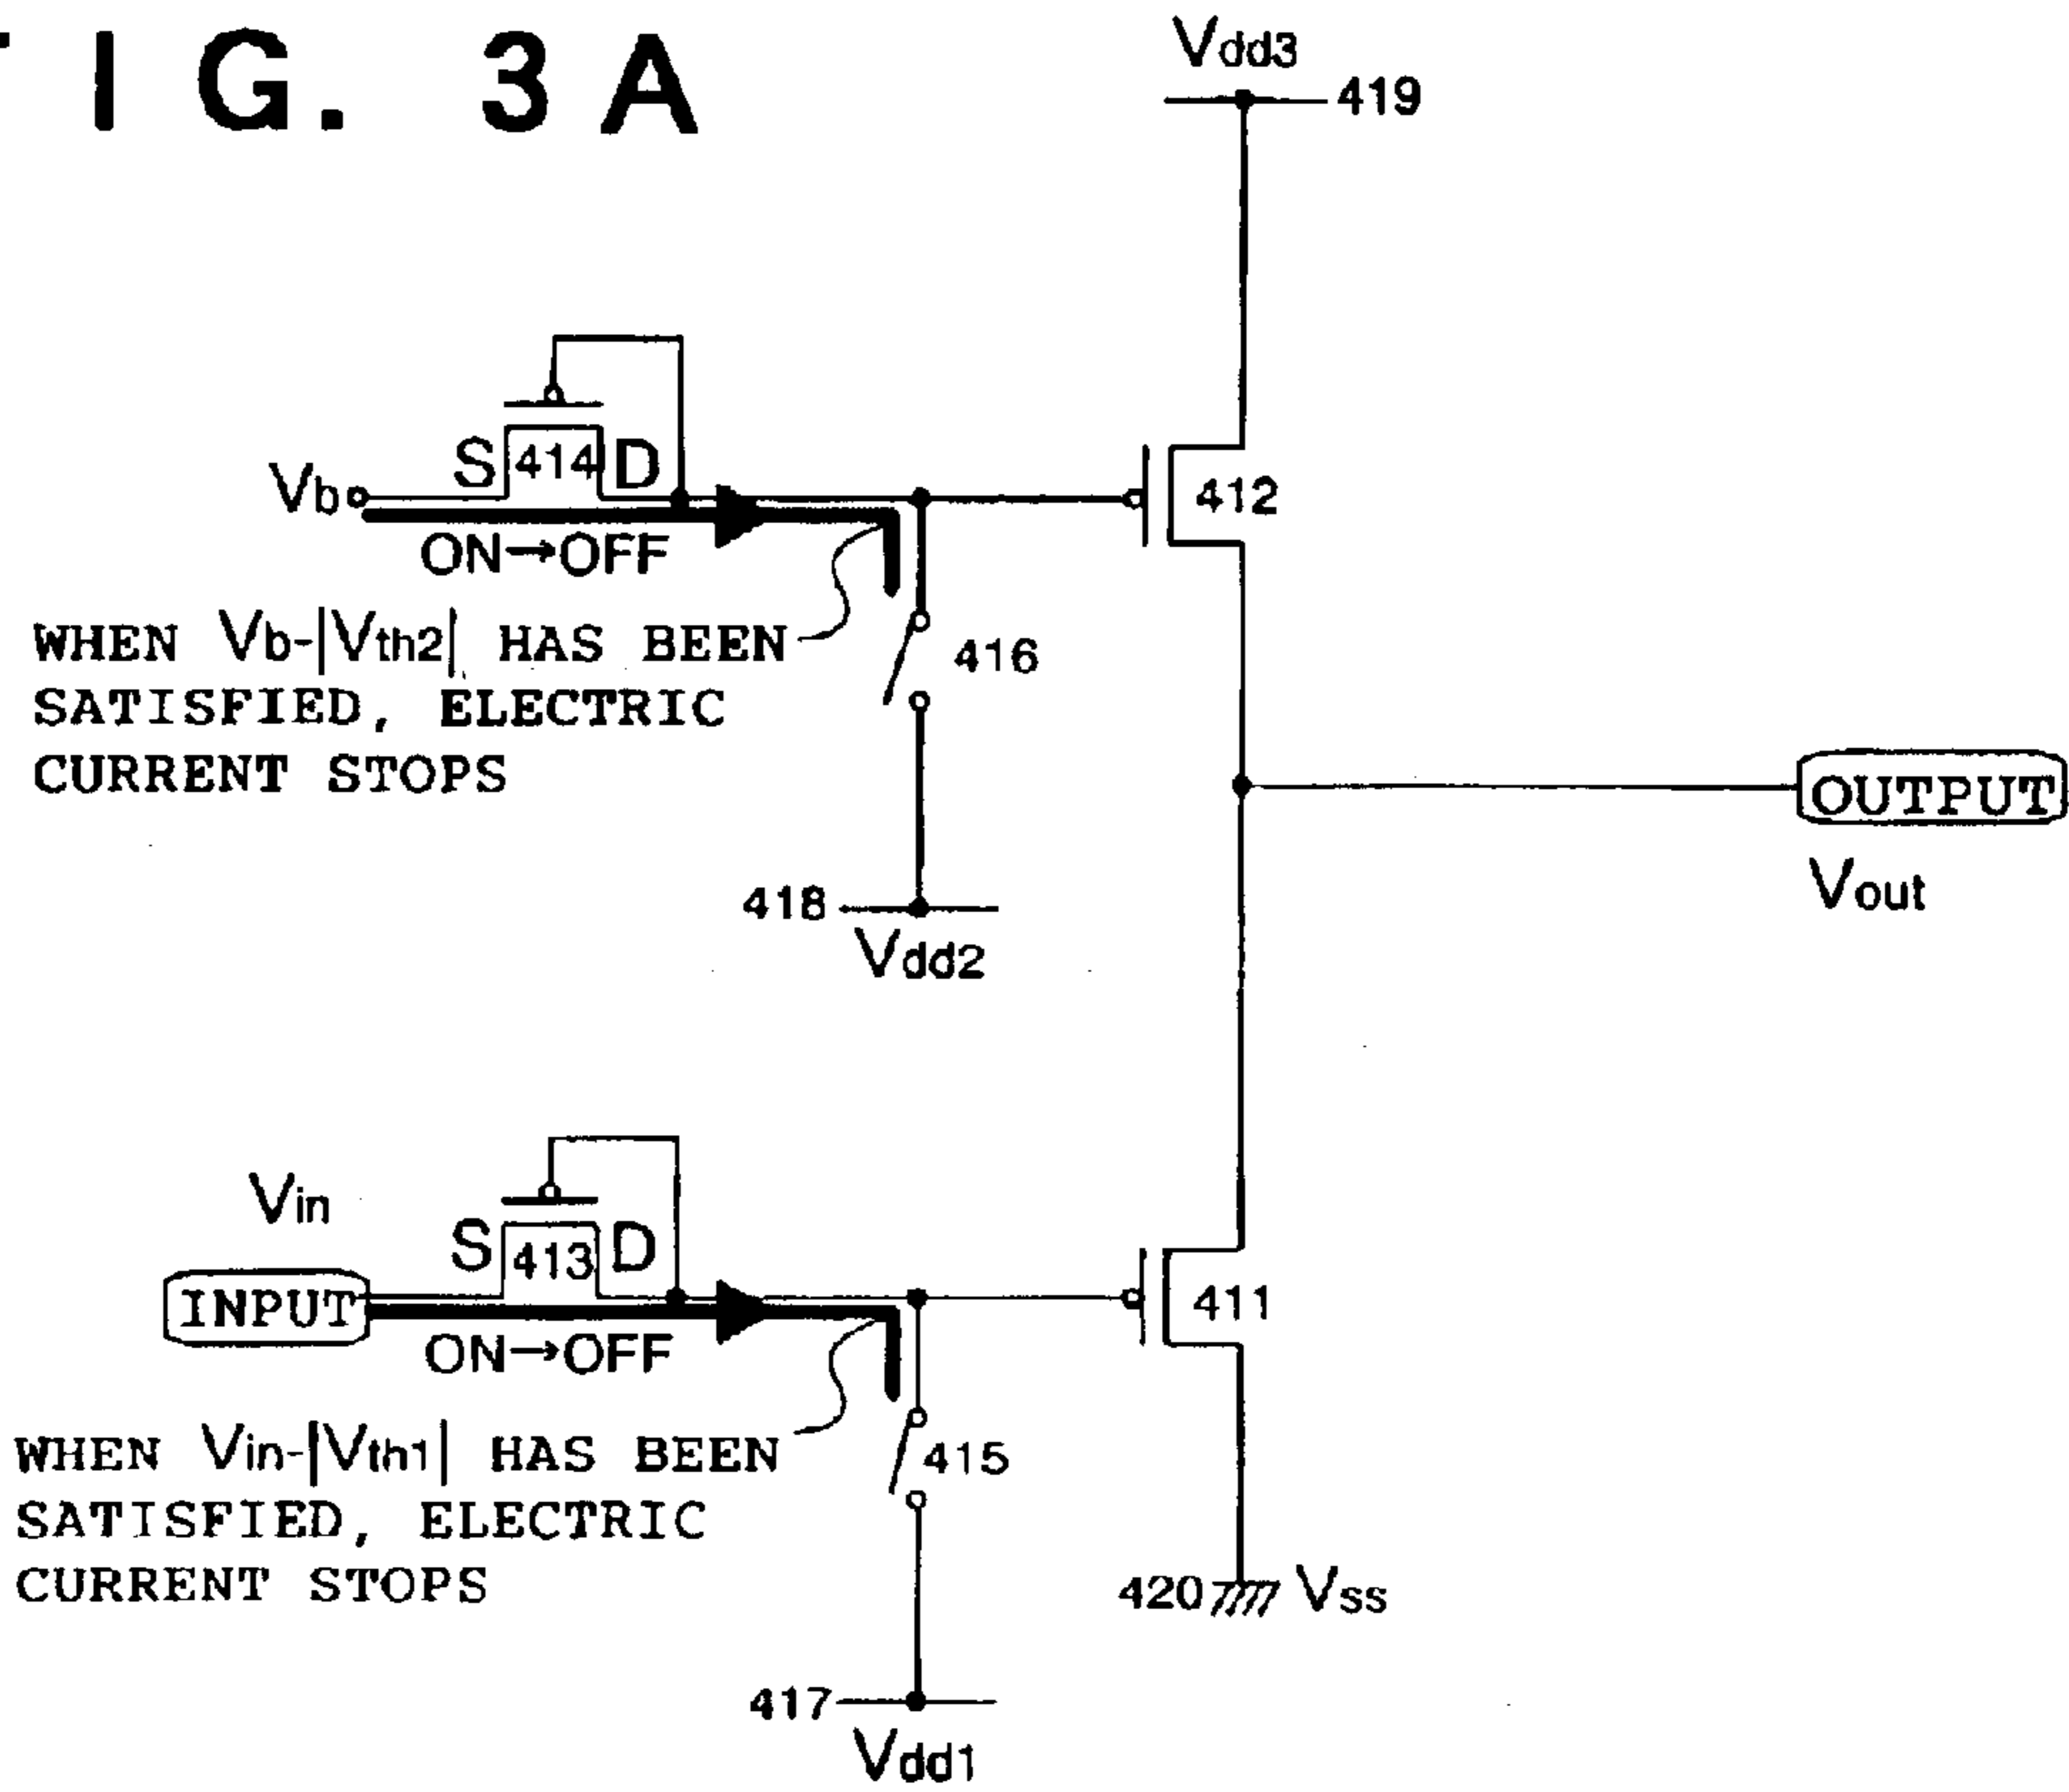 I G. 3 A
Vdd3
419
S 414 D
Vb
412
ON→OFF
WHEN Vb-|Vth2| HAS BEEN
SATISFIED, ELECTRIC
CURRENT STOPS
416
OUTPUT
Vout
418
Vdd2
Vin
S 413 D
INPUT
411
ON→OFF
WHEN Vin-|Vth1| HAS BEEN
SATISFIED, ELECTRIC
CURRENT STOPS
415
420 Vss
417
Vdd1